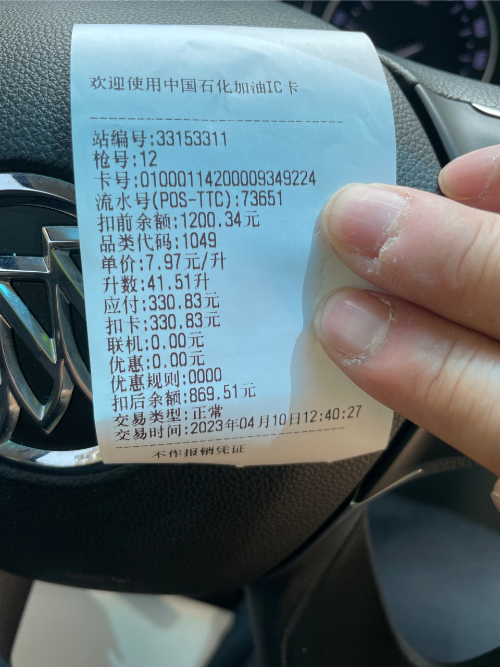 欢迎使用中国石化加油IC卡
站编号:33153311
枪号:12
卡号:01000114200009349224
流水号(POS-TTC):73651
扣前余额:1200.34元
品类代码:1049
单价:7.97元/升
升数:41.51升
应付:330.83元
扣卡:330.83元
联机:0.00元
优惠:0.00元
优惠规则:0000
扣后余额:869.51元
交易类型:正常
交易时间:2023年04月10日12:40:27
不作报销凭证